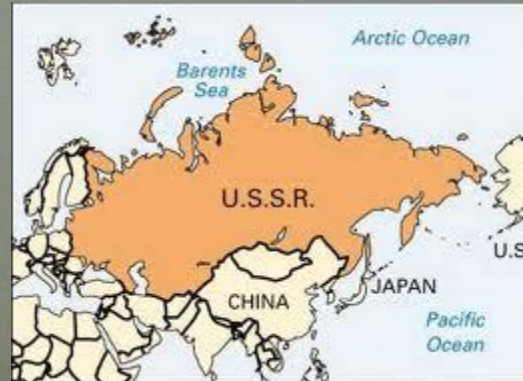 Arctic Ocean
Barents
Sea
U.S.S.R.
U.S
CHINA
JAPAN
Pacific
Ocean